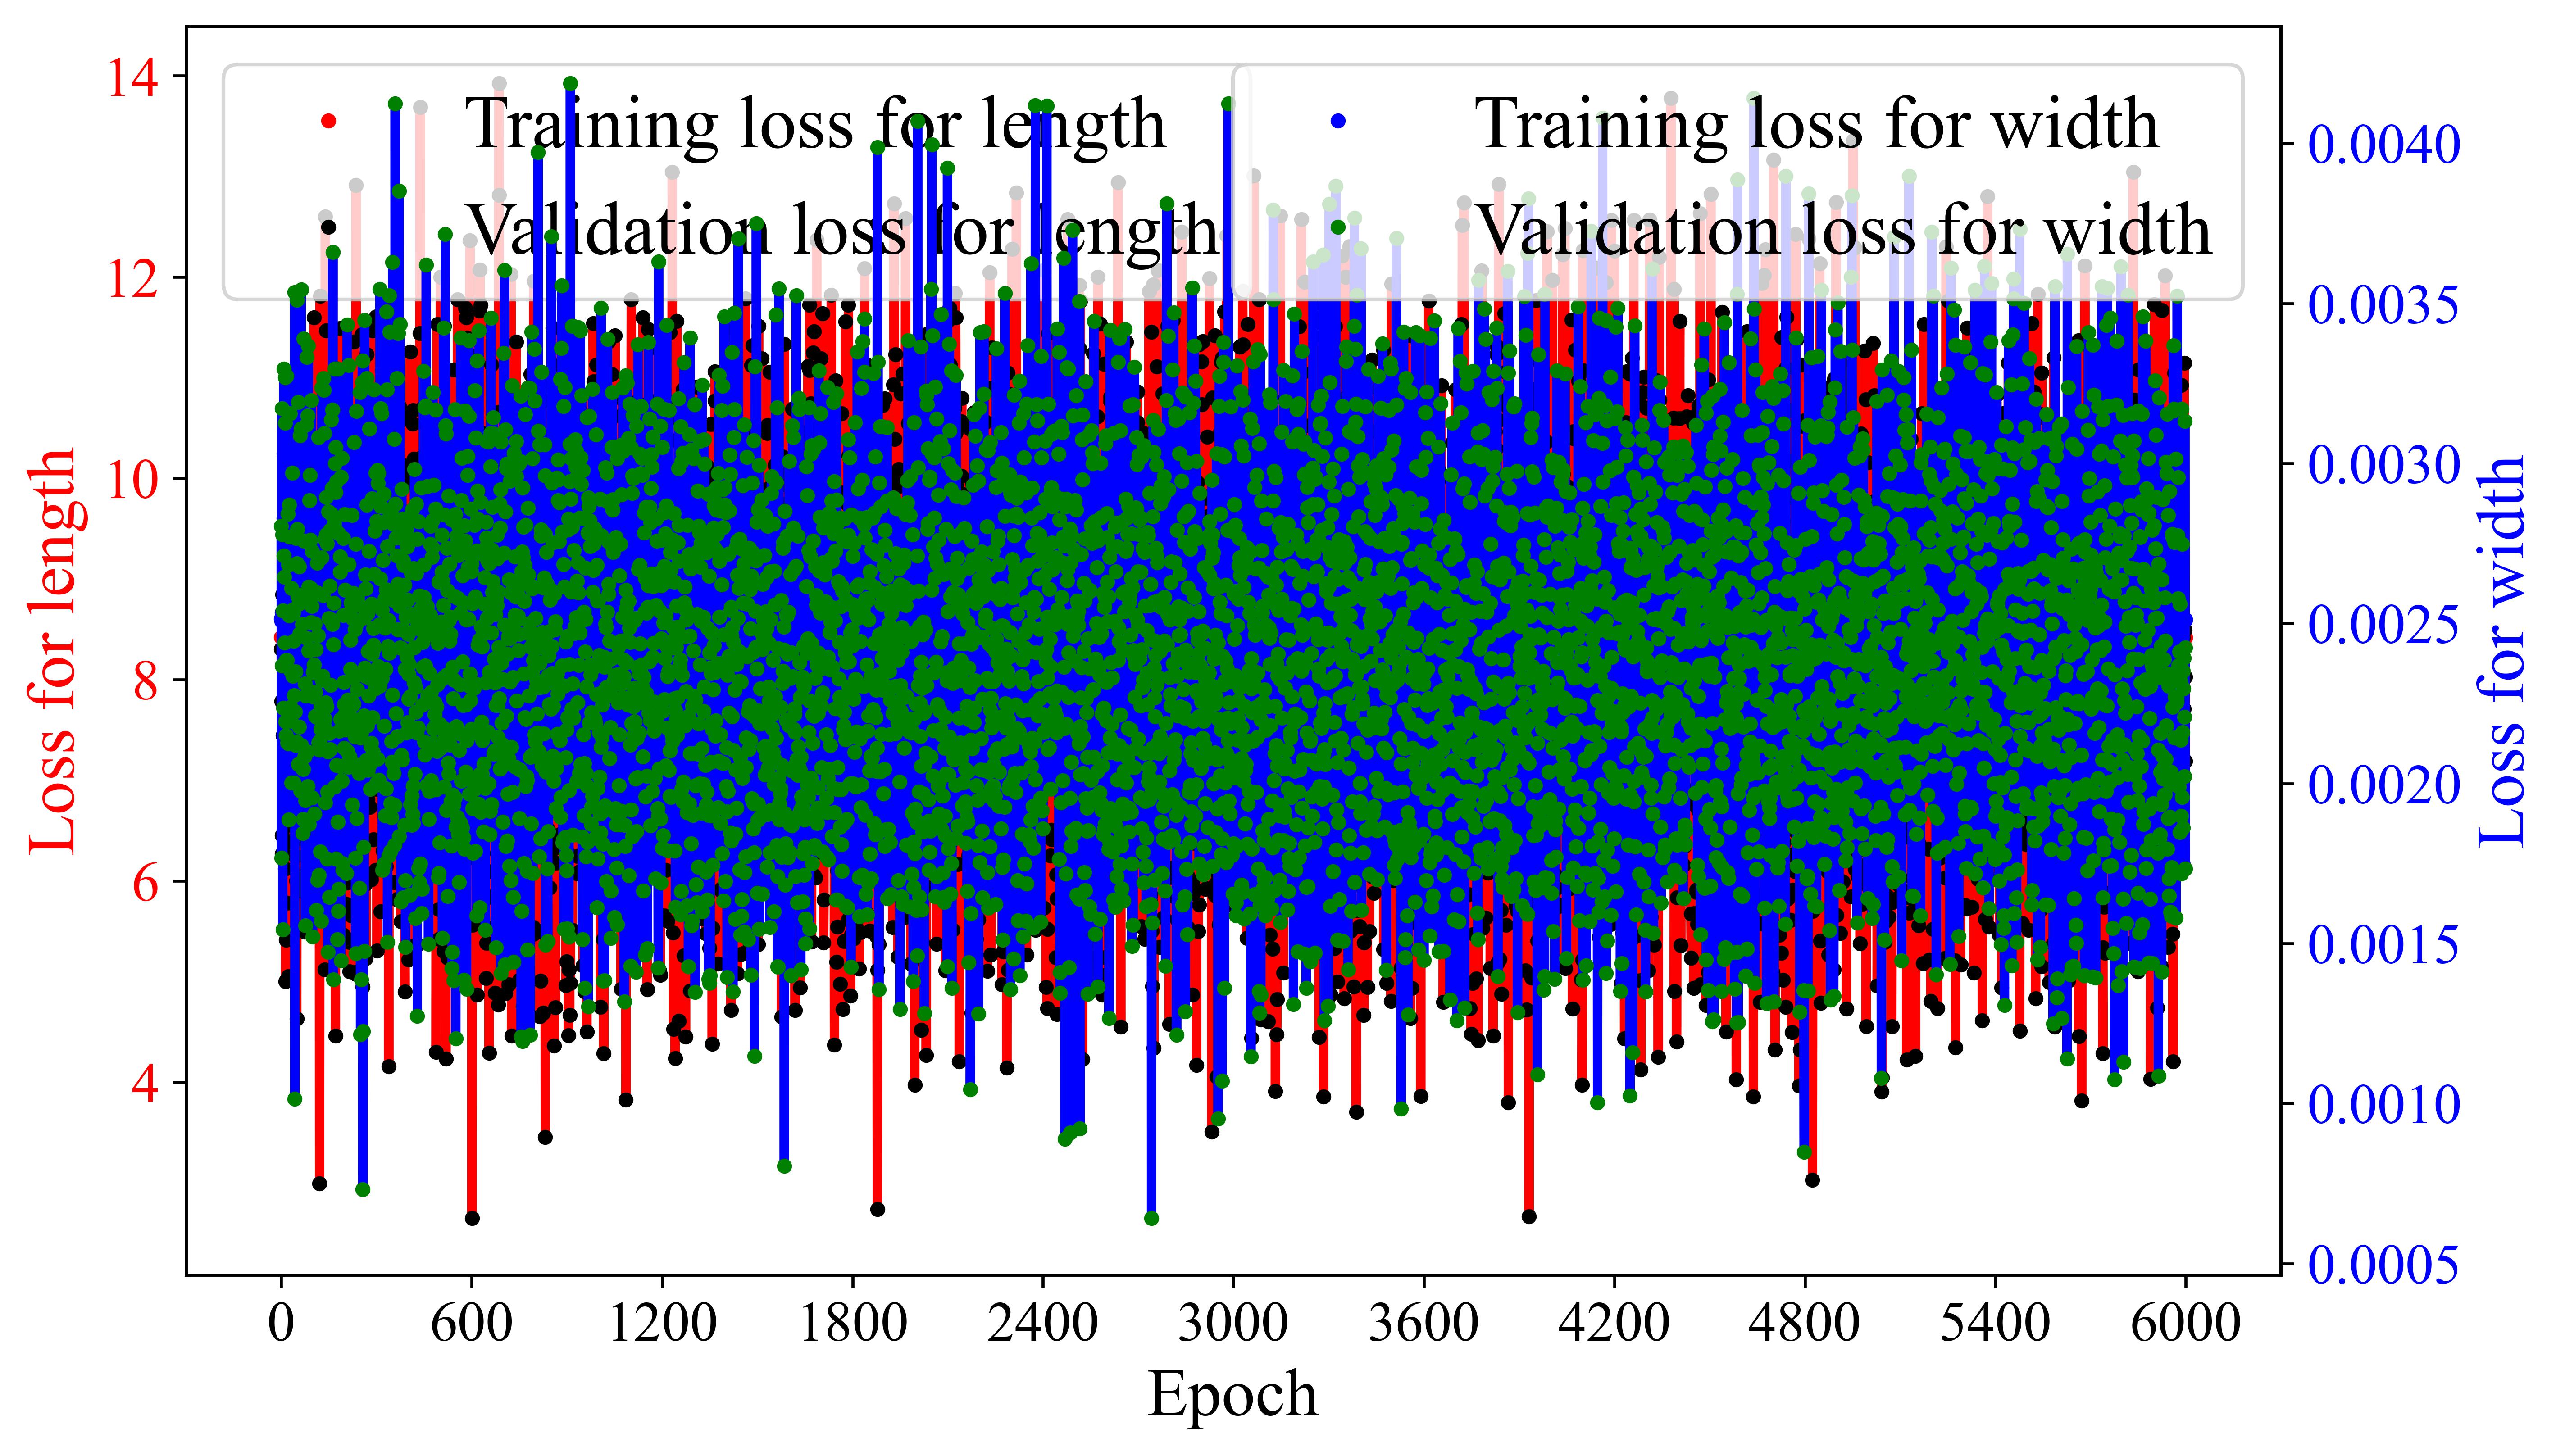 Training loss for length
Validation loss for length
Training loss for width
Validation loss for width
14
12
10
8
6
4
Loss for length
0.0040
0.0035
0.0030
0.0025
0.0020
0.0015
0.0010
0.0005
Loss for width
0 600 1200 1800 2400 3000 3600 4200 4800 5400 6000
Epoch